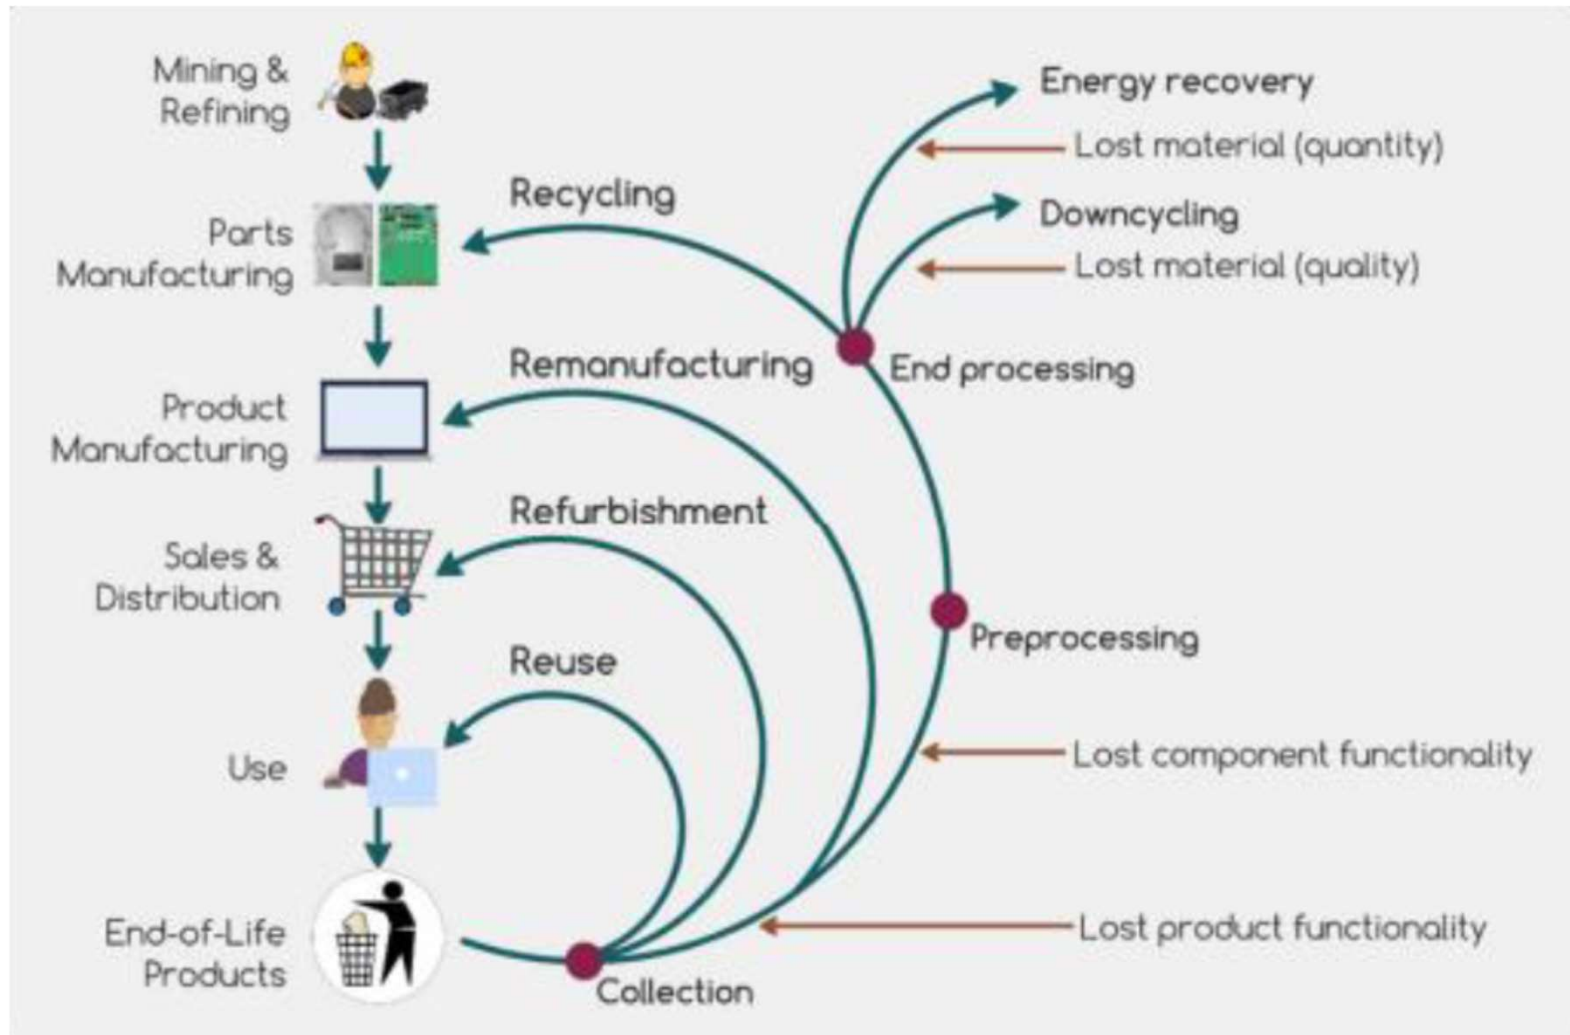 Mining &
Refining
Energy recovery
Lost material (quantity)
Recycling
Downcycling
Parts
Manufacturing
Lost material (quality)
Remanufacturing
End processing
Product
Manufacturing
Refurbishment
Sales &
Distribution
Preprocessing
Reuse
Use
Lost component functionality
End-of-Life
Products
Lost product functionality
Collection